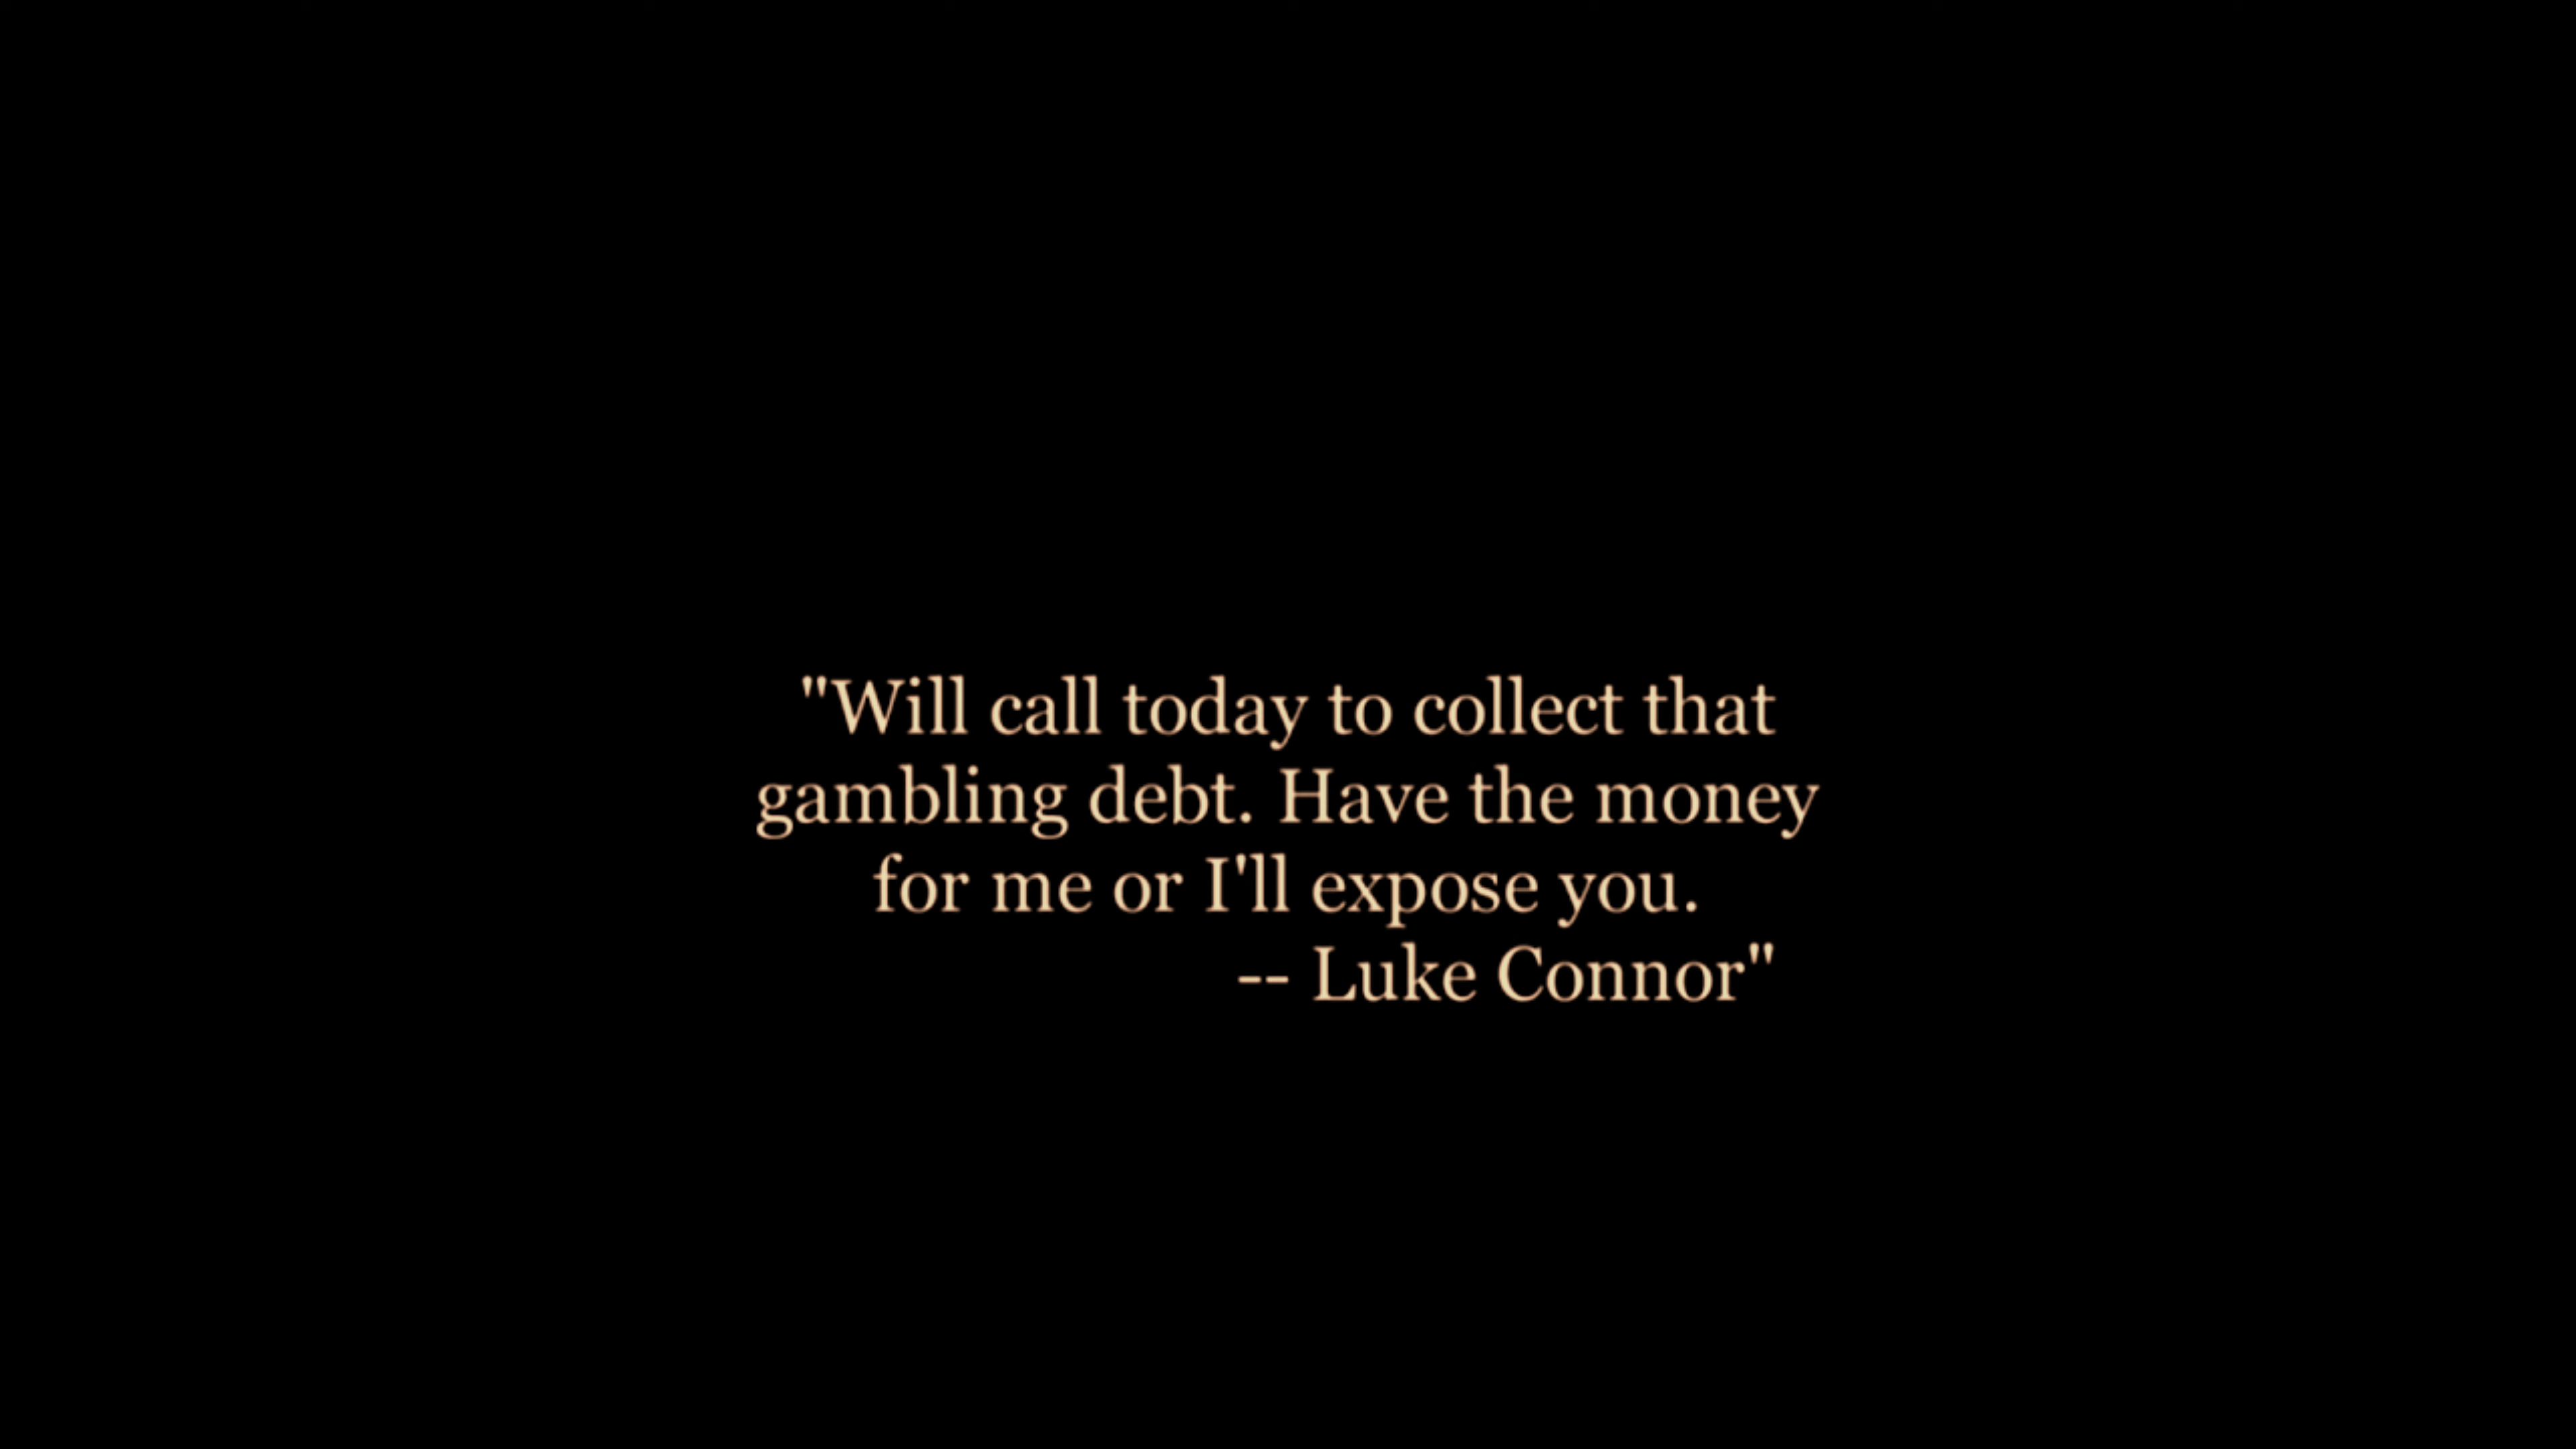 "Will call today to collect that
gambling debt. Have the money
for me or I'll expose you.
-- Luke Connor"